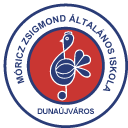 MÓRICZ ZSIGMOND ÁLTALÁNOS ISKOLA
DUNAÚJVÁROS